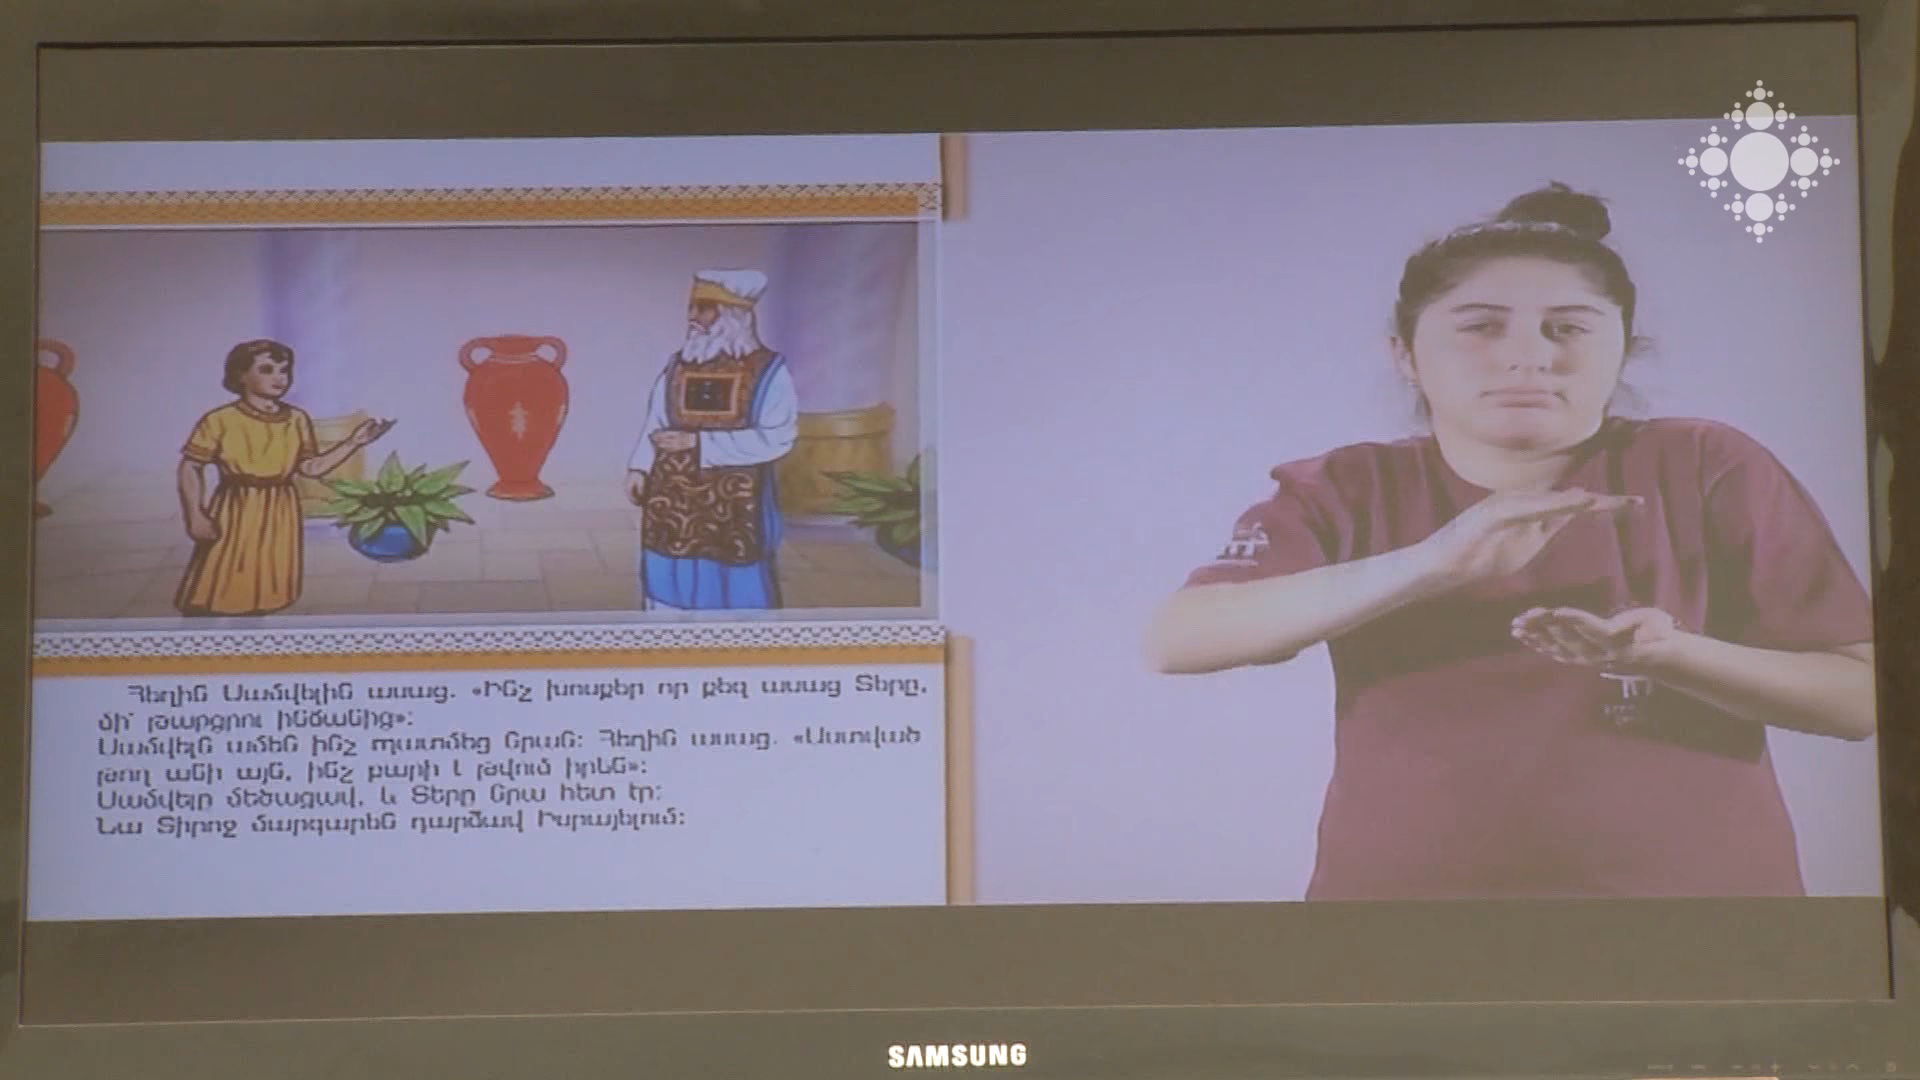 Հեղին Սամվելին ասաց. «Ինչ խոսքեր որ քեզ ասաց Տերը,
մի՛ թաքցրու ինձանից»:
Սամվելն ամեն ինչ պատմեց նրան: Հեղին ասաց. «Աստված
թող անի այն, ինչ բարի է թվում իրեն»:
Սամվելը մեծացավ, և Տերը նրա հետ էր:
Նա Տիրոջ մարգարեն դարձավ Իսրայելում:
SAMSUNG